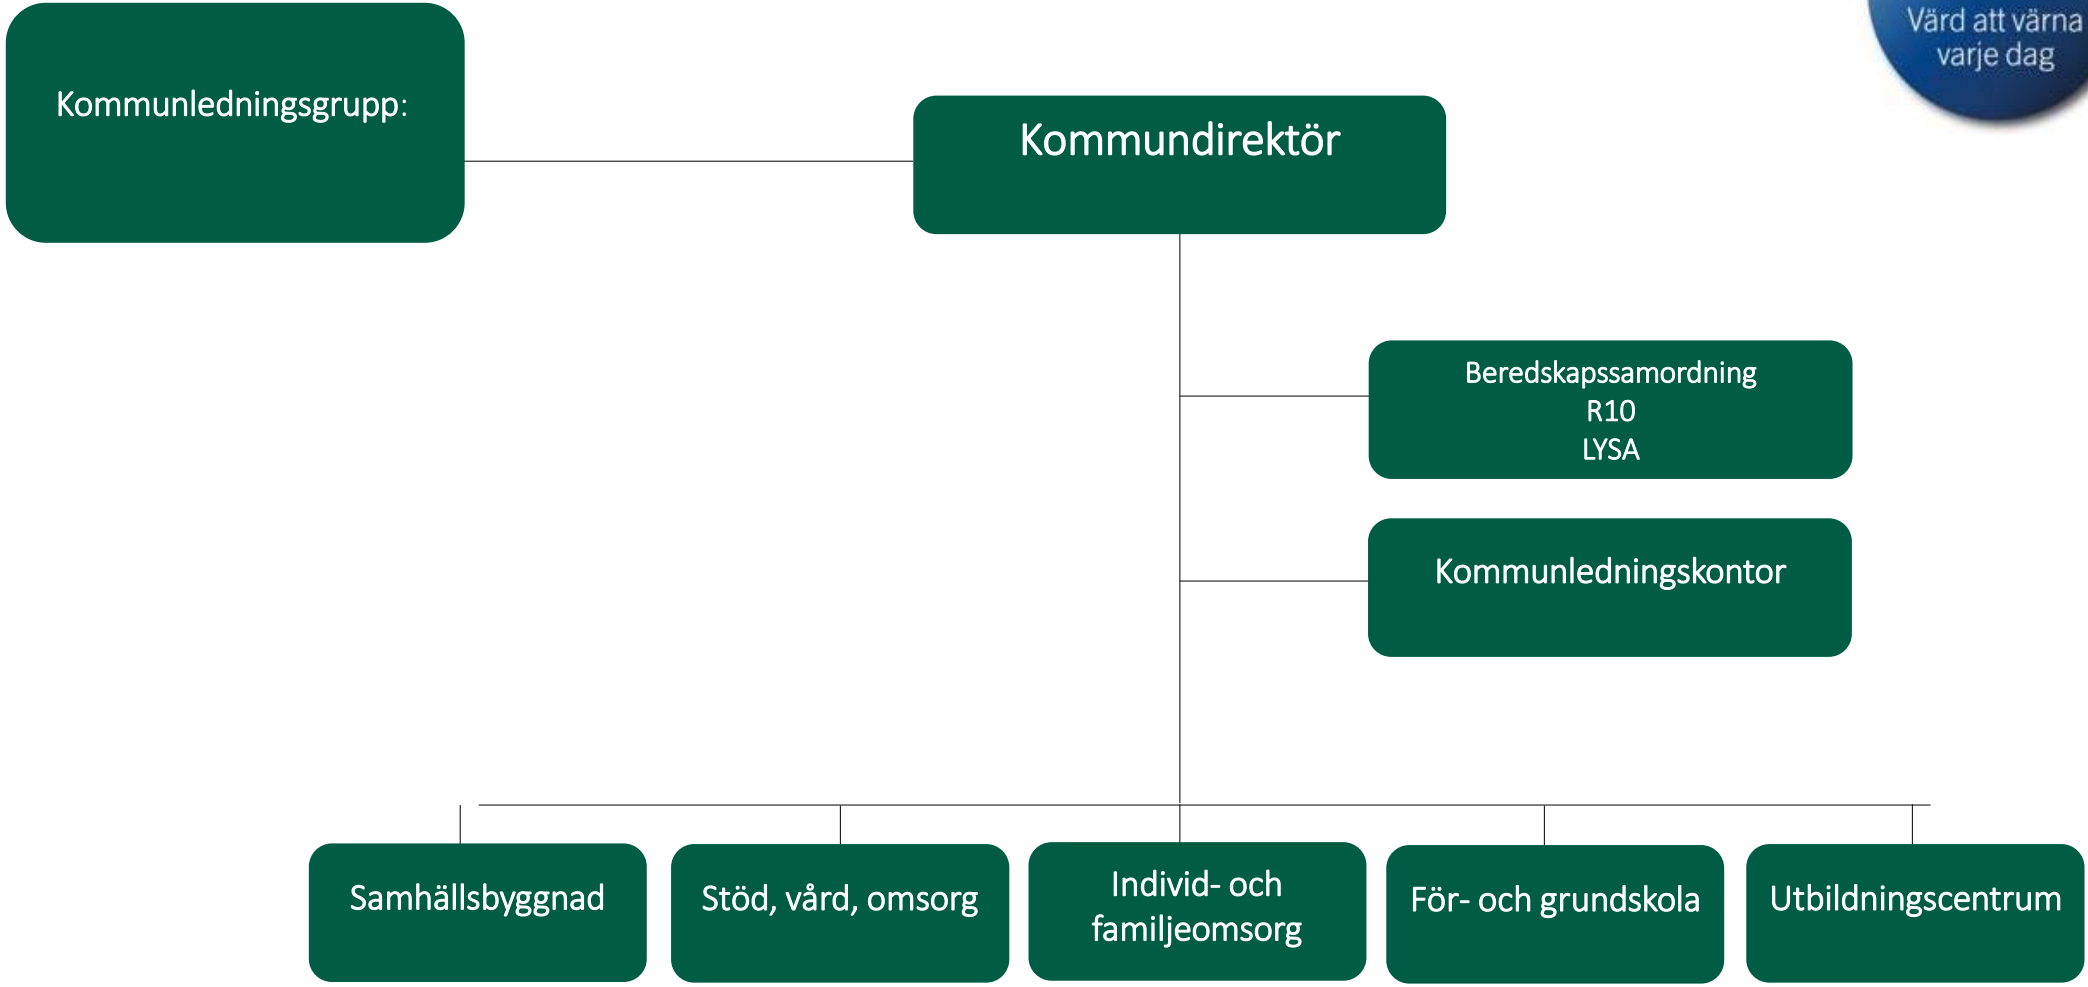 Värd att värna
varje dag
Kommunledningsgrupp:
Kommundirektör
Beredskapssamordning
R10
LYSA
Kommunledningskontor
Samhällsbyggnad
Stöd, vård, omsorg
Individ- och
familjeomsorg
För- och grundskola
Utbildningscentrum